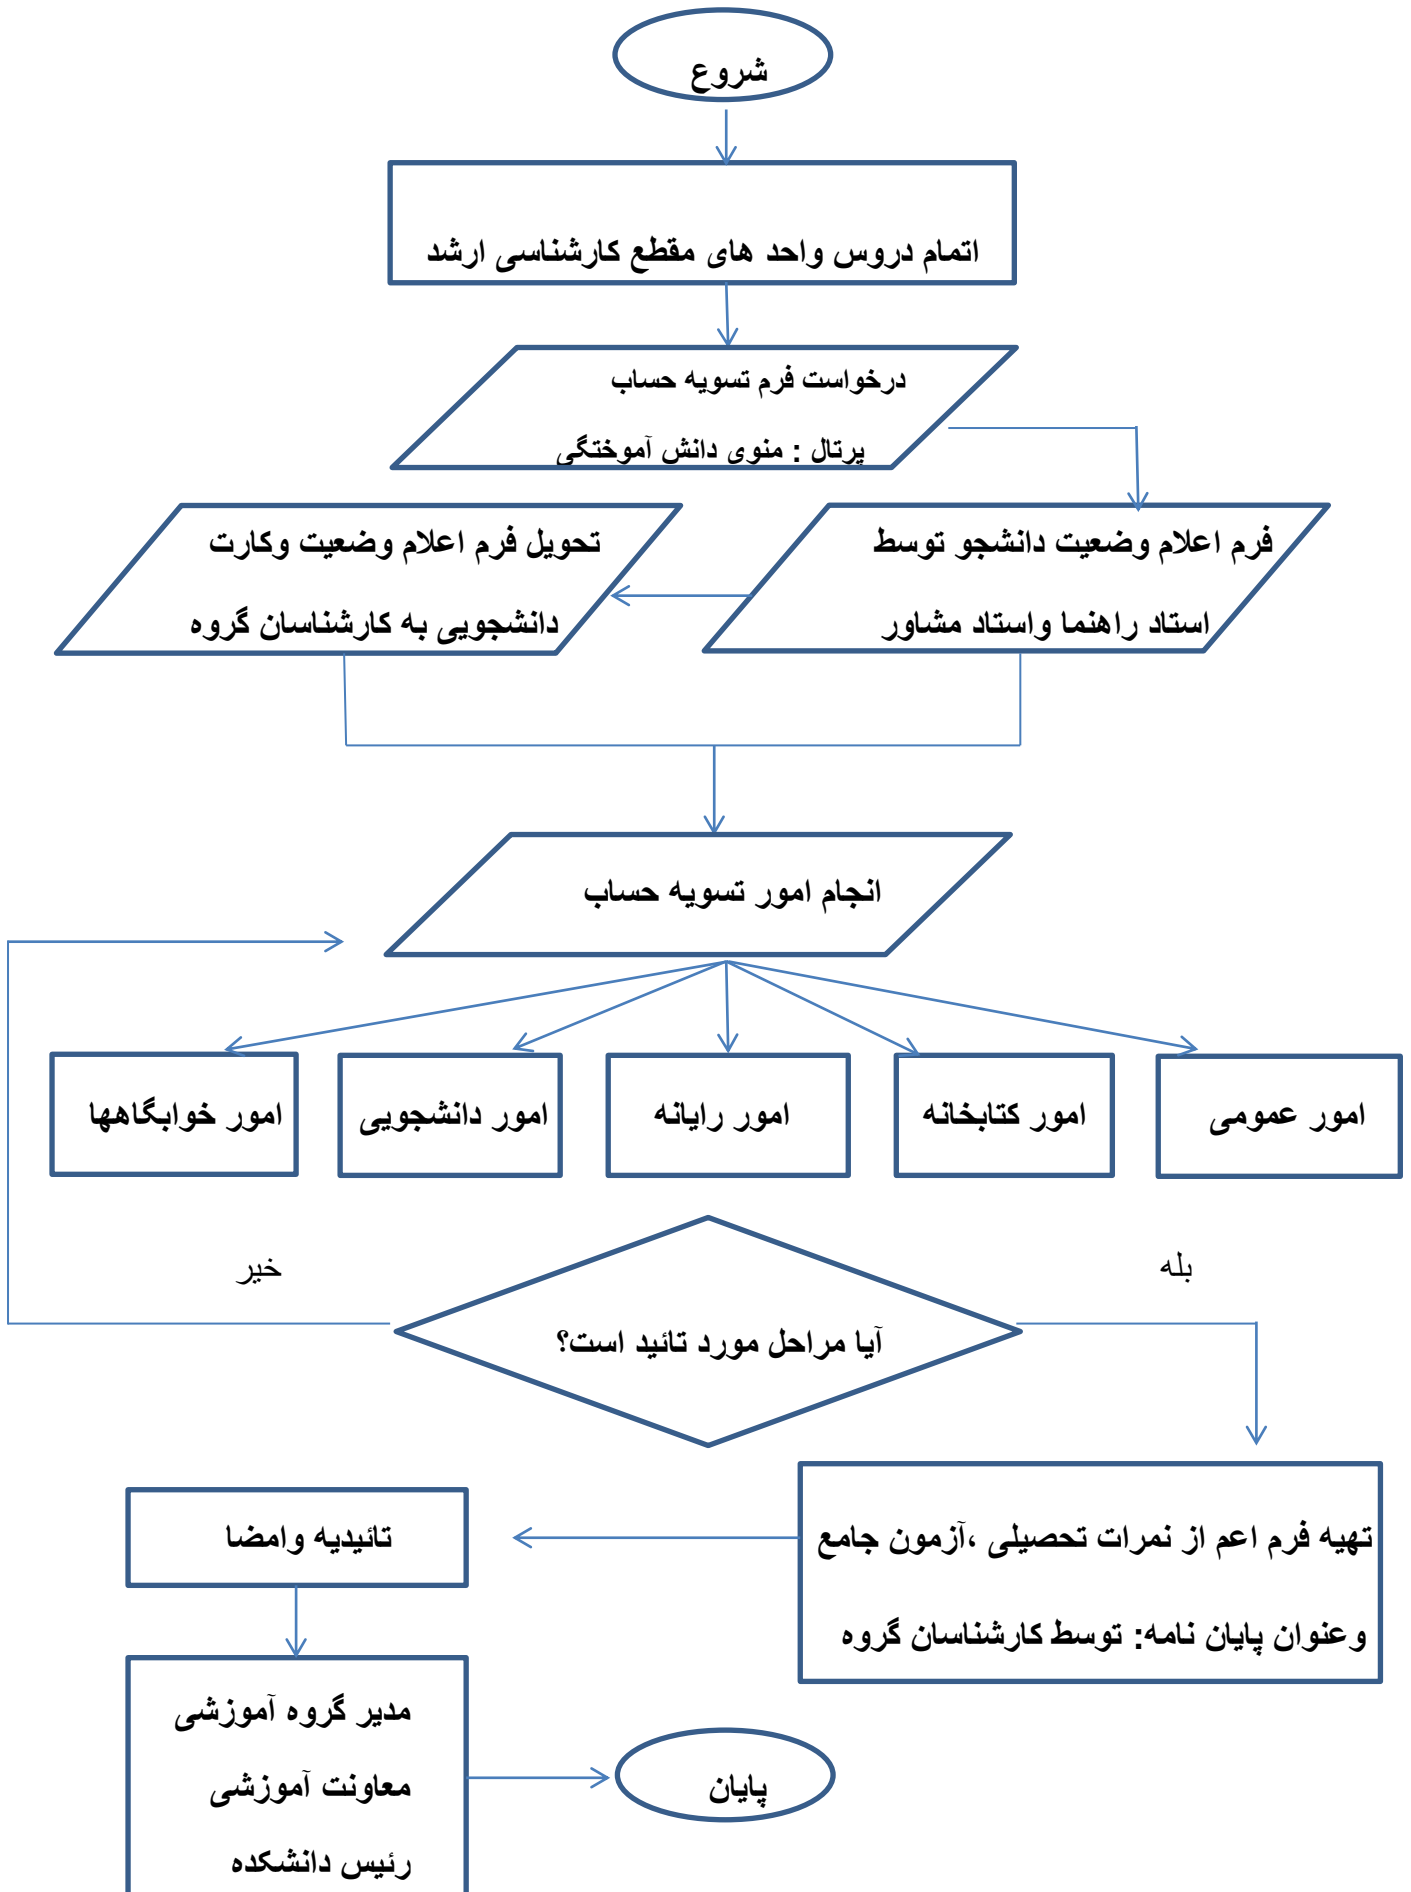 شروع
اتمام دروس واحد های مقطع کارشناسی ارشد
درخواست فرم تسویه حساب
پرتال : منوی دانش آموختگی
فرم اعلام وضعیت دانشجو توسط
استاد راهنما واستاد مشاور
تحویل فرم اعلام وضعیت وکارت
دانشجویی به کارشناسان گروه
انجام امور تسویه حساب
امور عمومی
امور کتابخانه
امور رایانه
امور دانشجویی
امور خوابگاهها
بله
خیر
آیا مراحل مورد تائید است؟
تهیه فرم اعم از نمرات تحصیلی ،آزمون جامع
وعنوان پایان نامه: توسط کارشناسان گروه
تائیدیه وامضا
مدیر گروه آموزشی
معاونت آموزشی
رئیس دانشکده
پایان